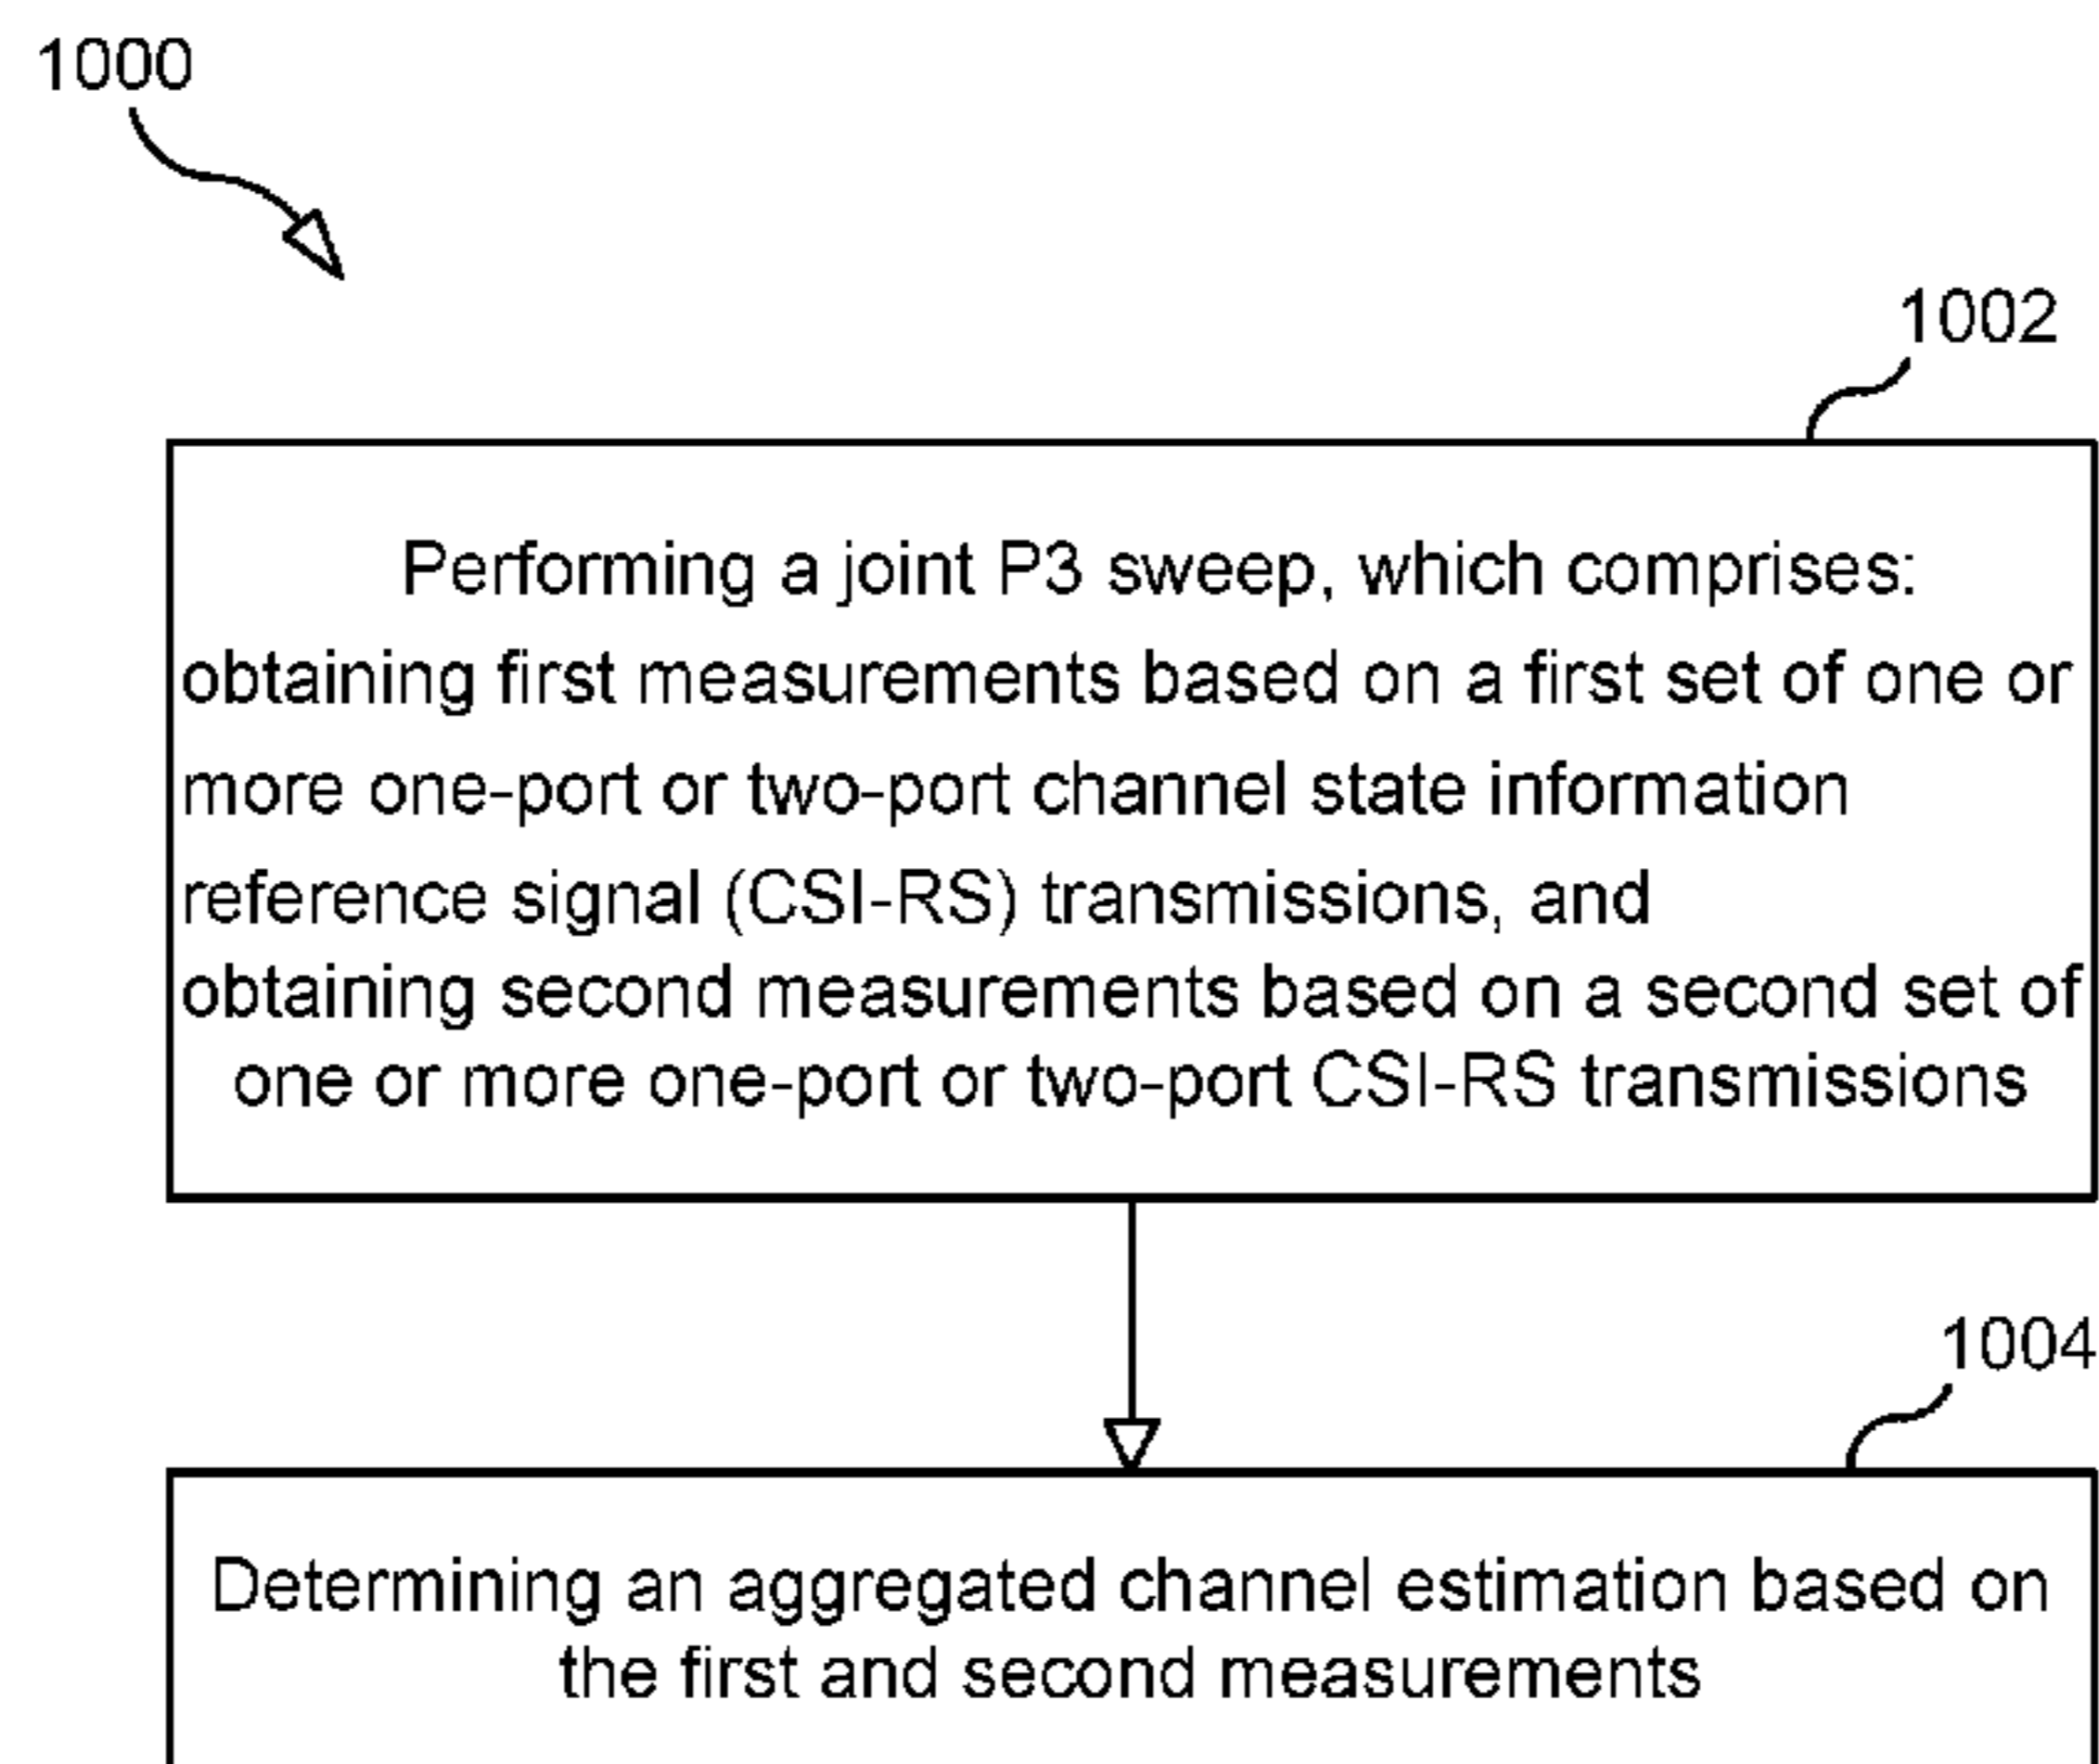 1000
1002
Performing a joint P3 sweep, which comprises:
obtaining first measurements based on a first set of one or
more one-port or two-port channel state information
reference signal (CSI-RS) transmissions, and
obtaining second measurements based on a second set of
one or more one-port or two-port CSI-RS transmissions
1004
Determining an aggregated channel estimation based on
the first and second measurements